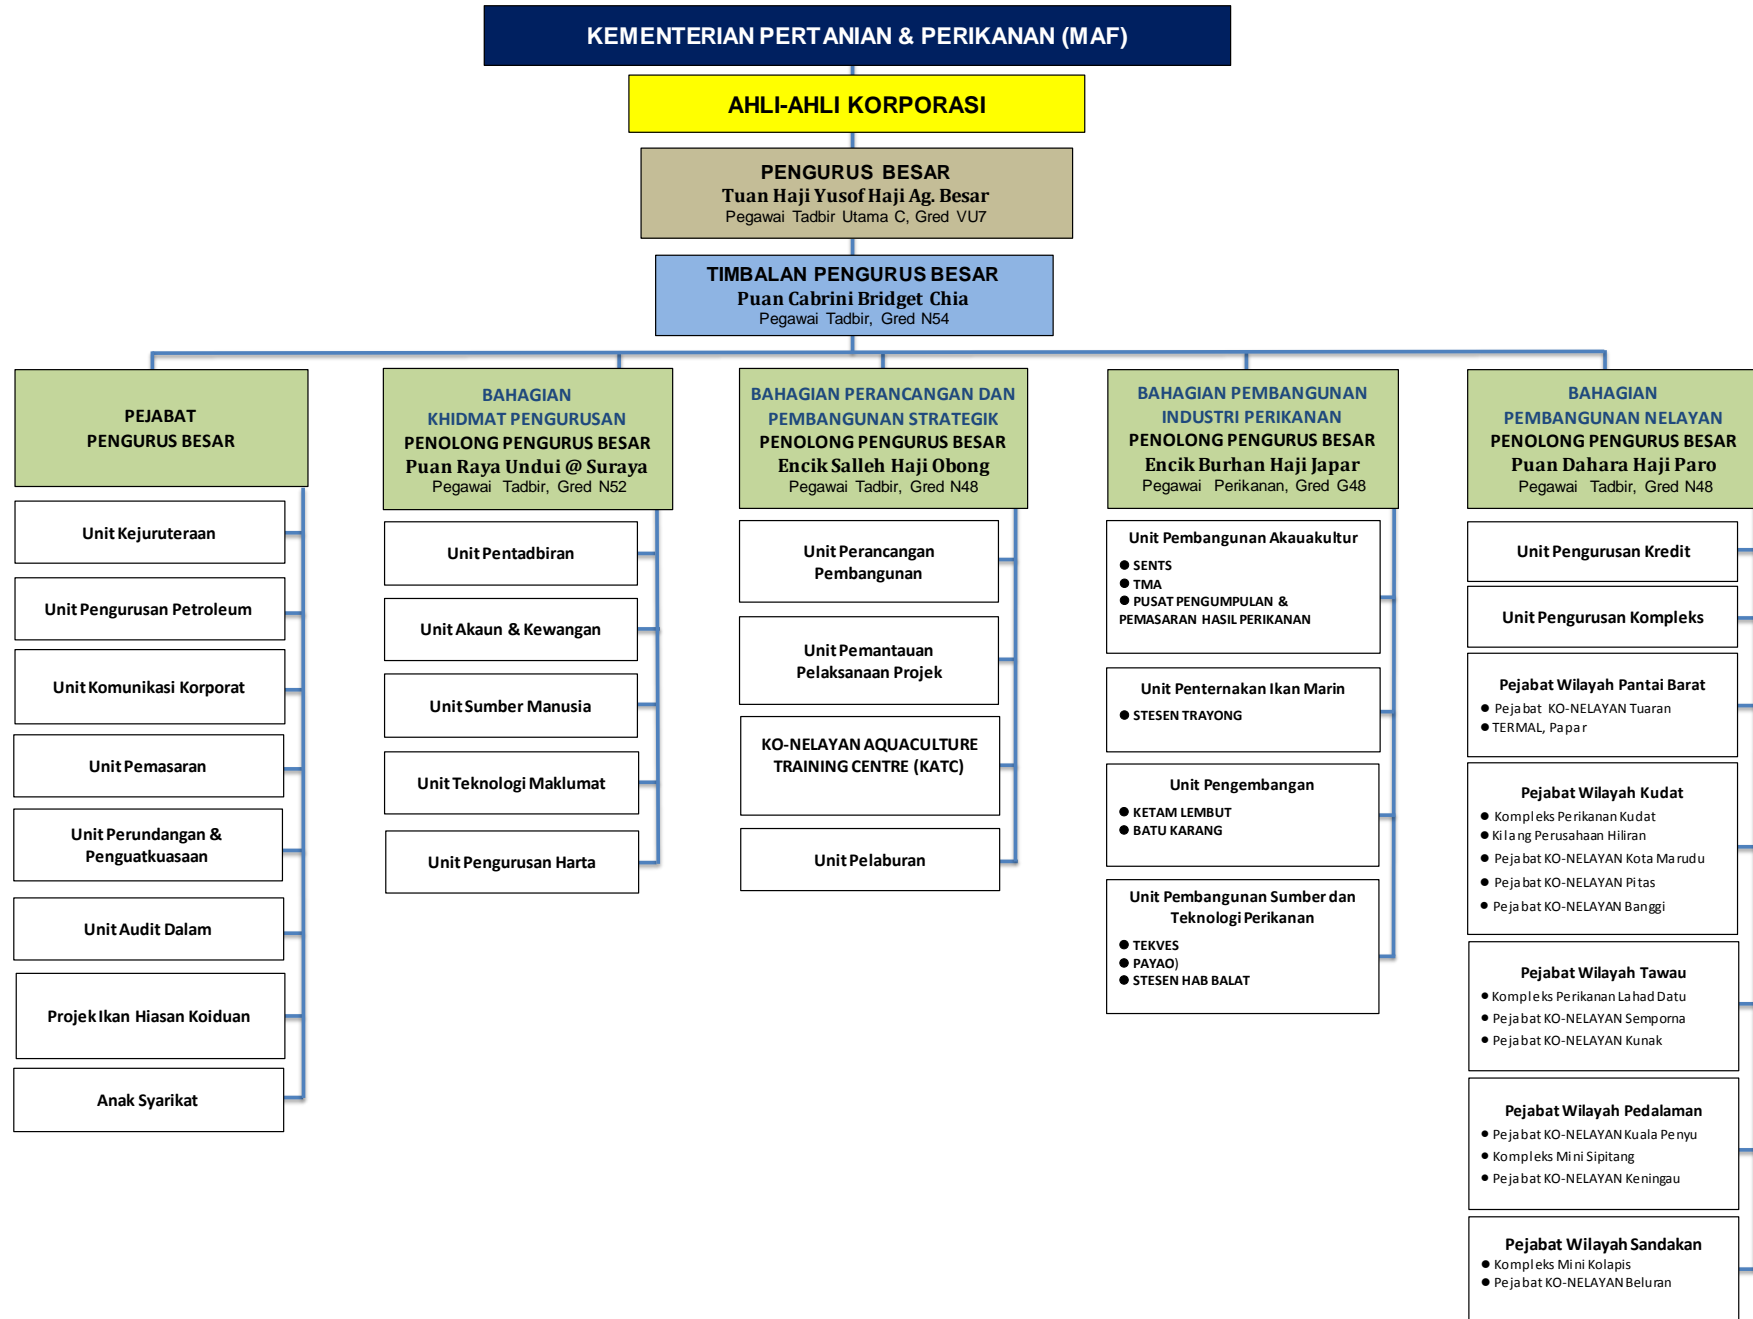 KEMENTERIAN PERTANIAN & PERIKANAN (MAF)
AHLI-AHLI KORPORASI
PENGURUS BESAR
Tuan Haji Yusof Haji Ag. Besar
Pegawai Tadbir Utama C, Gred VU7
TIMBALAN PENGURUS BESAR
Puan Cabrini Bridget Chia
Pegawai Tadbir, Gred N54
PEJABAT
PENGURUS BESAR
Unit Kejuruteraan
Unit Pengurusan Petroleum
Unit Komunikasi Korporat
Unit Pemasaran
Unit Perundangan &
Penguatkuasaan
Unit Audit Dalam
Projek Ikan Hiasan Koiduan
Anak Syarikat
BAHAGIAN
KHIDMAT PENGURUSAN
PENOLONG PENGURUS BESAR
Puan Raya Undui @ Suraya
Pegawai Tadbir, Gred N52
Unit Pentadbiran
Unit Akaun & Kewangan
Unit Sumber Manusia
Unit Teknologi Maklumat
Unit Pengurusan Harta
BAHAGIAN PERANCANGAN DAN
PEMBANGUNAN STRATEGIK
PENOLONG PENGURUS BESAR
Encik Salleh Haji Obong
Pegawai Tadbir, Gred N48
Unit Perancangan
Pembangunan
Unit Pemantauan
Pelaksanaan Projek
KO-NELAYAN AQUACULTURE
TRAINING CENTRE (KATC)
Unit Pelaburan
BAHAGIAN PEMBANGUNAN
INDUSTRI PERIKANAN
PENOLONG PENGURUS BESAR
Encik Burhan Haji Japar
Pegawai Perikanan, Gred G48
Unit Pembangunan Akauakultur
● SENTS
● TMA
● PUSAT PENGUMPULAN &
PEMASARAN HASIL PERIKANAN
Unit Penternakan Ikan Marin
● STESEN TRAYONG
Unit Pengembangan
● KETAM LEMBUT
● BATU KARANG
Unit Pembangunan Sumber dan
Teknologi Perikanan
● TEKVES
● PAYAO)
● STESEN HAB BALAT
BAHAGIAN
PEMBANGUNAN NELAYAN
PENOLONG PENGURUS BESAR
Puan Dahara Haji Paro
Pegawai Tadbir, Gred N48
Unit Pengurusan Kredit
Unit Pengurusan Kompleks
Pejabat Wilayah Pantai Barat
● Pejabat KO-NELAYAN Tuaran
● TERMAL, Papar
Pejabat Wilayah Kudat
● Kompleks Perikanan Kudat
● Kilang Perusahaan Hiliran
● Pejabat KO-NELAYAN Kota Marudu
● Pejabat KO-NELAYAN Pitas
● Pejabat KO-NELAYAN Banggi
Pejabat Wilayah Tawau
● Kompleks Perikanan Lahad Datu
● Pejabat KO-NELAYAN Semporna
● Pejabat KO-NELAYAN Kunak
Pejabat Wilayah Pedalaman
● Pejabat KO-NELAYAN Kuala Penyu
● Kompleks Mini Sipitang
● Pejabat KO-NELAYAN Keningau
Pejabat Wilayah Sandakan
● Kompleks Mini Kolapis
● Pejabat KO-NELAYAN Beluran